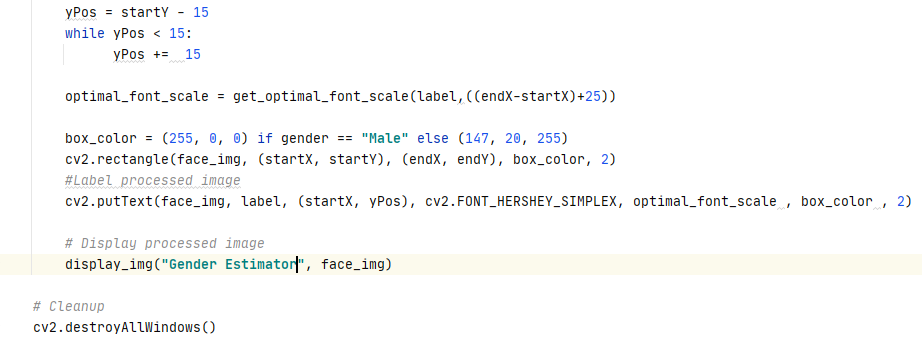 yPos = startY - 15
while yPos < 15:
yPos += 15
optimal_font_scale = get_optimal_font_scale(label,((endX-startX)+25))
box_color = (255, 0, 0) if gender == "Male" else (147, 20, 255)
cv2.rectangle(face_img, (startX, startY), (endX, endY), box_color, 2)
#Label processed image
cv2.putText(face_img, label, (startX, yPos), cv2.FONT_HERSHEY_SIMPLEX, optimal_font_scale , box_color , 2)
# Display processed image
display_img("Gender Estimator", face_img)
# Cleanup
cv2.destroyAllWindows()